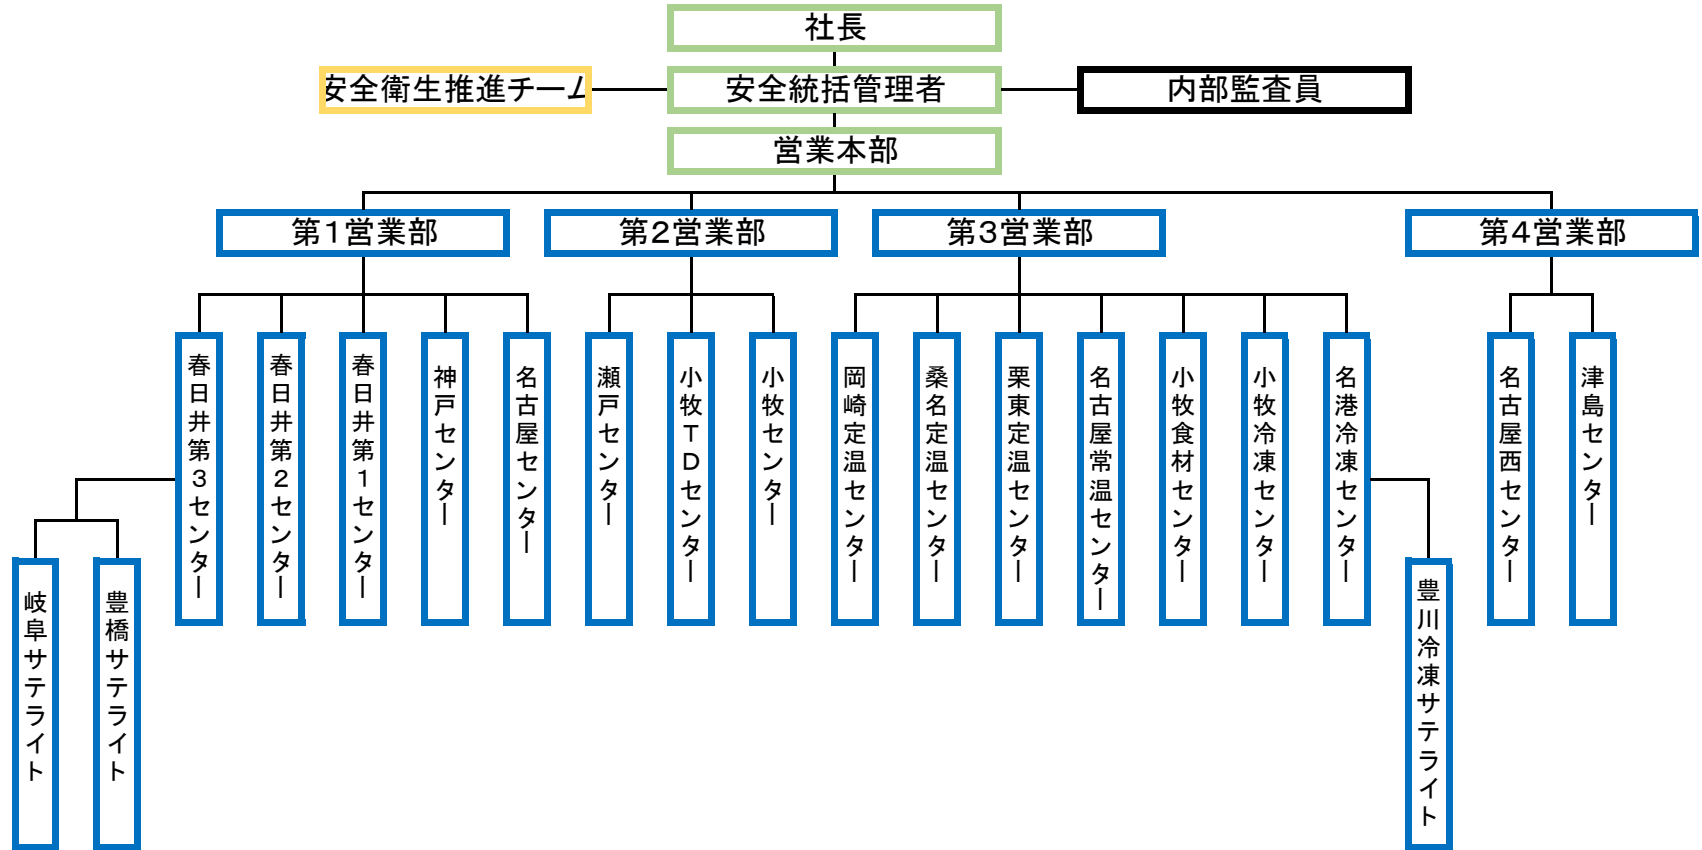 社長
安全衛生推進チーム
安全統括管理者
内部監査員
営業本部
第1営業部
第2営業部
第3営業部
第4営業部
春日井第3センター
春日井第2センター
春日井第1センター
神戸センター
名古屋センター
瀬戸センター
小牧TDセンター
小牧センター
岡崎定温センター
桑名定温センター
栗東定温センター
名古屋常温センター
小牧食材センター
小牧冷凍センター
名港冷凍センター
名古屋西センター
津島センター
岐阜サテライト
豊橋サテライト
豊川冷凍サテライト